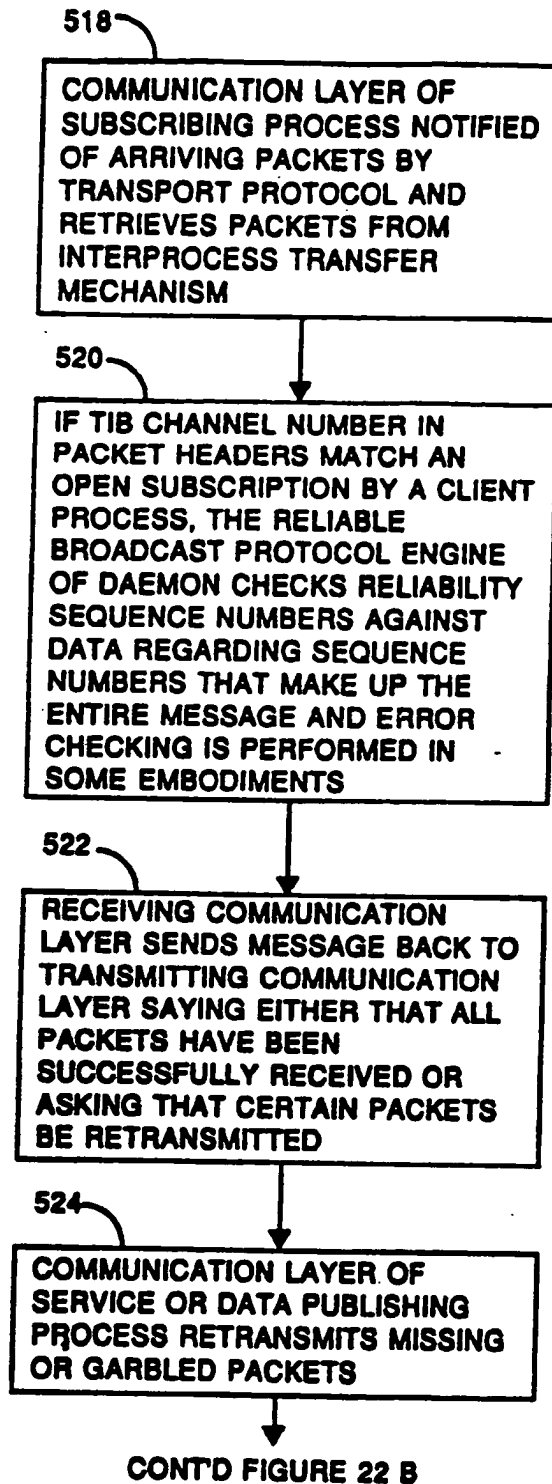 518
COMMUNICATION LAYER OF
SUBSCRIBING PROCESS NOTIFIED
OF ARRIVING PACKETS BY
TRANSPORT PROTOCOL AND
RETRIEVES PACKETS FROM
INTERPROCESS TRANSFER
MECHANISM
520
IF TIB CHANNEL NUMBER IN
PACKET HEADERS MATCH AN
OPEN SUBSCRIPTION BY A CLIENT
PROCESS, THE RELIABLE
BROADCAST PROTOCOL ENGINE
OF DAEMON CHECKS RELIABILITY
SEQUENCE NUMBERS AGAINST
DATA REGARDING SEQUENCE
NUMBERS THAT MAKE UP THE
ENTIRE MESSAGE AND ERROR
CHECKING IS PERFORMED IN
SOME EMBODIMENTS
522
RECEIVING COMMUNICATION
LAYER SENDS MESSAGE BACK TO
TRANSMITTING COMMUNICATION
LAYER SAYING EITHER THAT ALL
PACKETS HAVE BEEN
SUCCESSFULLY RECEIVED OR
ASKING THAT CERTAIN PACKETS
BE RETRANSMITTED
524
COMMUNICATION LAYER OF
SERVICE OR DATA PUBLISHING
PROCESS RETRANSMITS MISSING
OR GARBLED PACKETS
CONT'D FIGURE 22 B